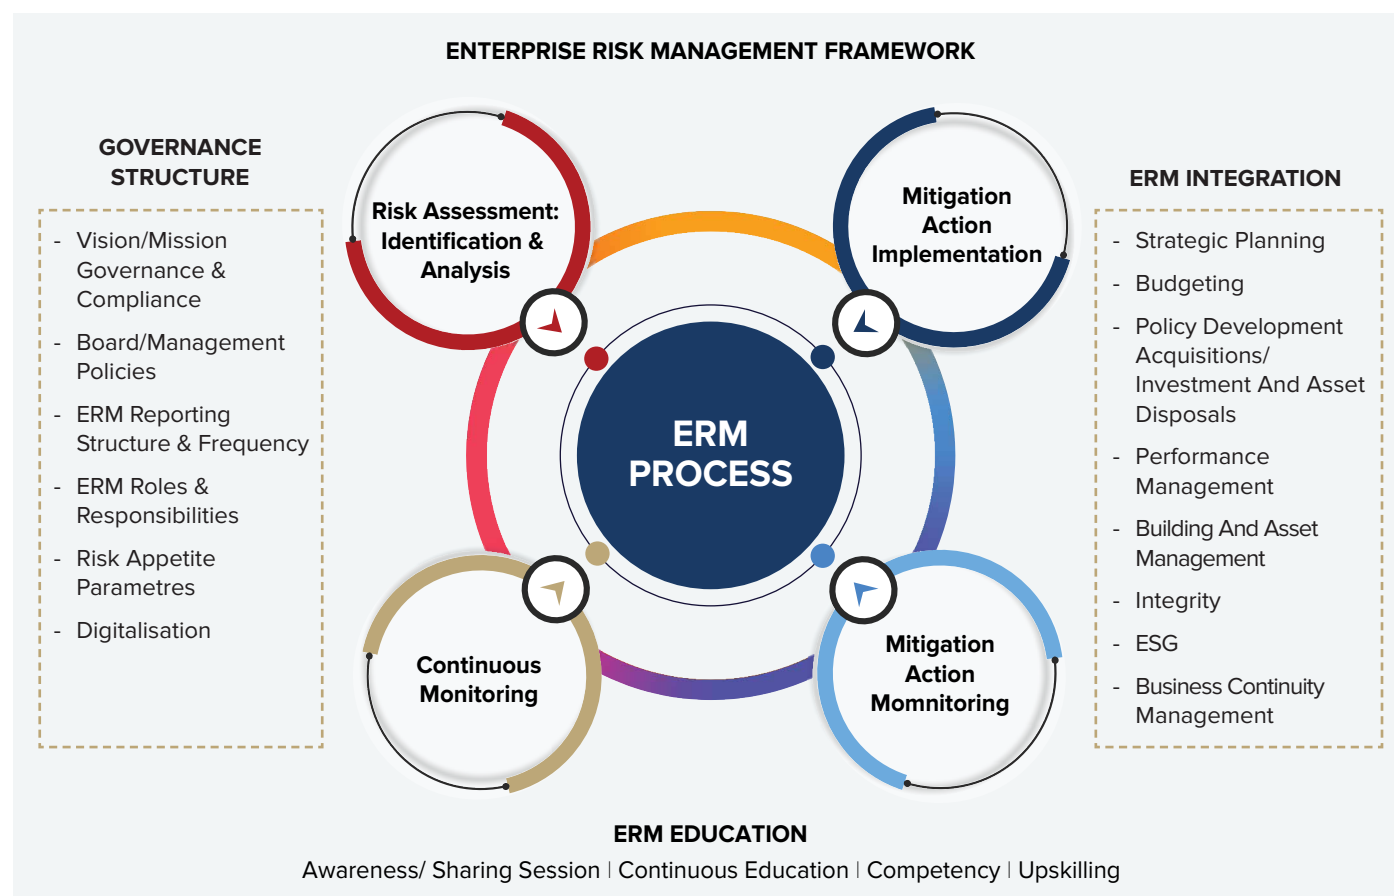 ENTERPRISE RISK MANAGEMENT FRAMEWORK
GOVERNANCE
STRUCTURE
- Vision/Mission
Governance &
Compliance
- Board/Management
Policies
- ERM Reporting
Structure & Frequency
- ERM Roles &
Responsibilities
- Risk Appetite
Parametres
- Digitalisation
Risk Assessment:
Identification &
Analysis
Mitigation
Action
Implementation
ERM
PROCESS
Continuous
Monitoring
Mitigation
Action
Momnitoring
ERM INTEGRATION
- Strategic Planning
- Budgeting
- Policy Development
Acquisitions/
Investment And Asset
Disposals
- Performance
Management
- Building And Asset
Management
- Integrity
- ESG
- Business Continuity
Management
ERM EDUCATION
Awareness/ Sharing Session | Continuous Education | Competency | Upskilling